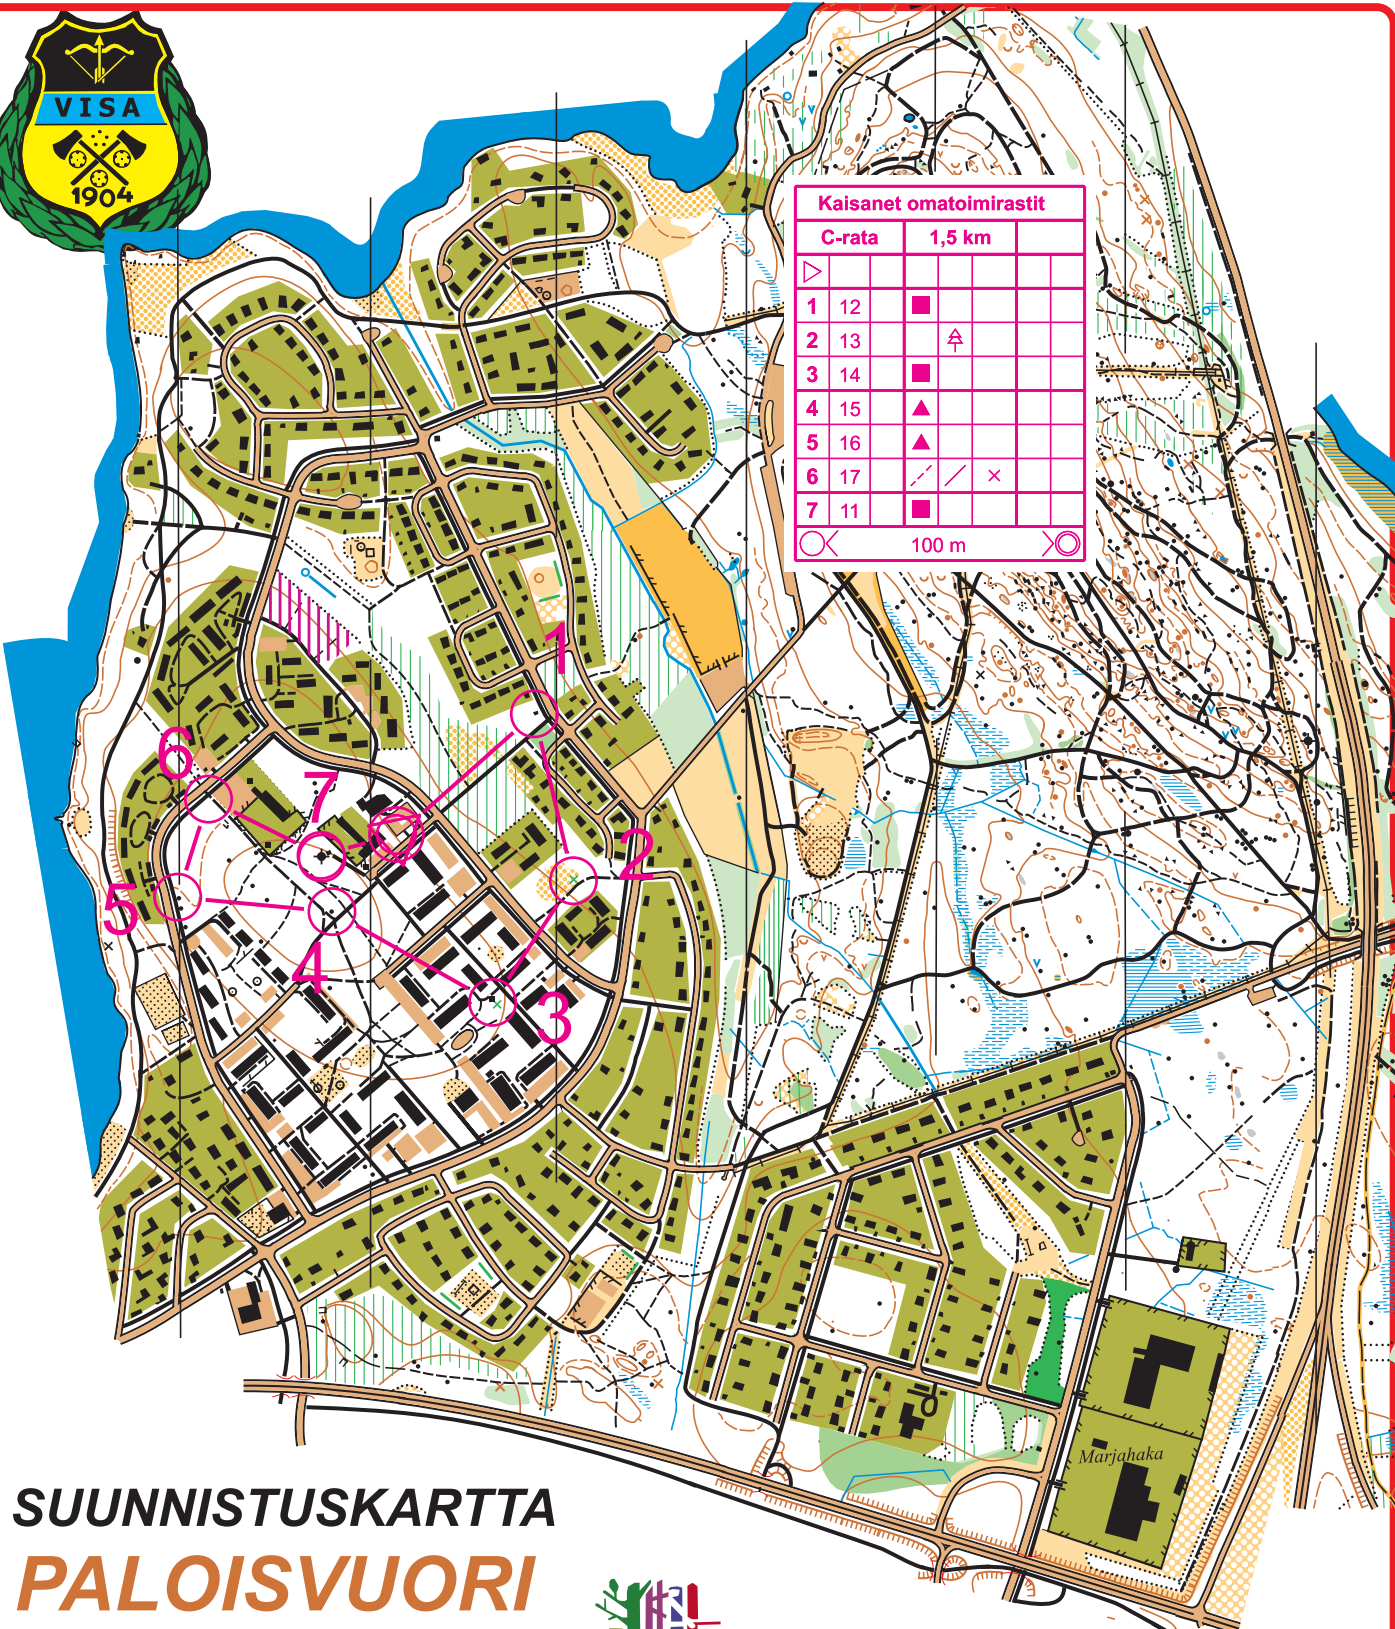 VISA
1904
Kaisanet omatoimirastit
C-rata 1,5 km
1 12
2 13
3 14
4 15
5 16
6 17
7 11
100 m
1
6
7
2
5
4
3
Marjahaka
SUUNNISTUSKARTTA
PALOISVUORI